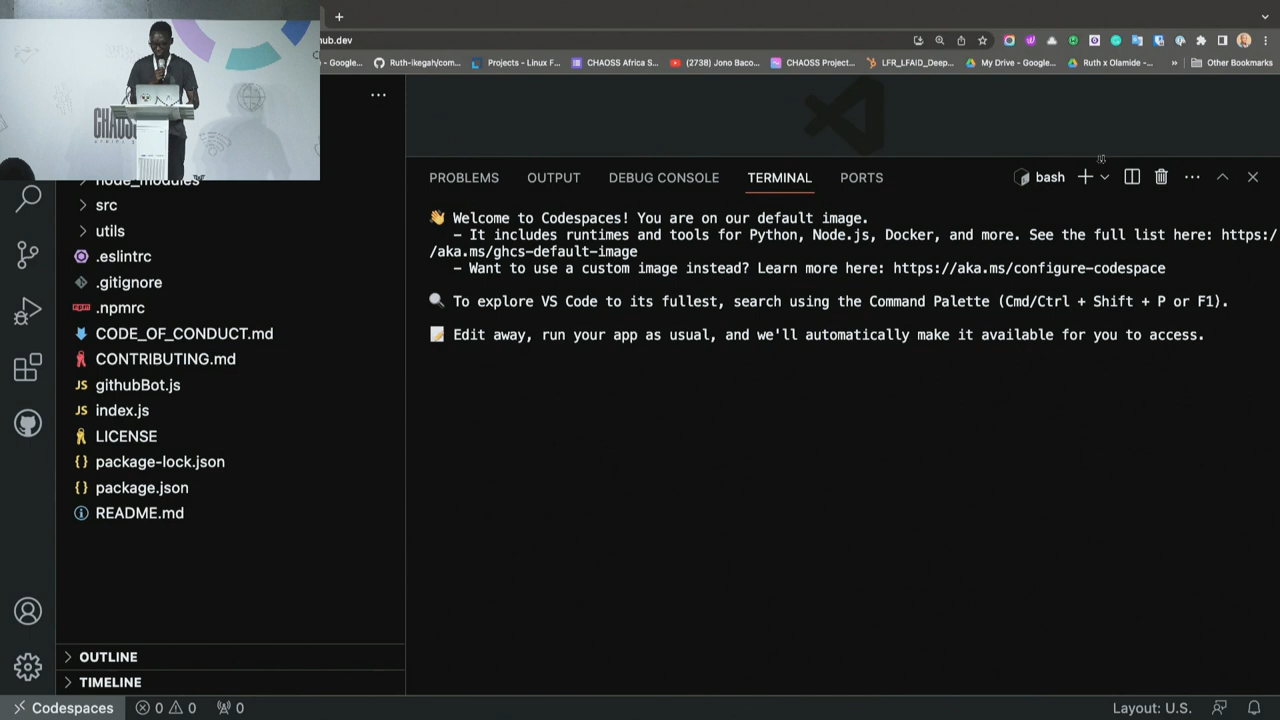 hub.dev
- Google...
Ruth-ikegah/com...
Projects - Linux F...
CHAOSS Africa S...
(2738) Jono Baco...
CHAOSS Project...
LFR_LFAID_Deep...
My Drive - Google...
Ruth x Olamide -...
»
Other Bookmarks
CHAOSS
node_modules
src
utils
.eslintrc
.gitignore
.npmrc
CODE_OF_CONDUCT.md
CONTRIBUTING.md
JS githubBot.js
JS index.js
LICENSE
{} package-lock.json
{} package.json
README.md
OUTLINE
TIMELINE
PROBLEMS OUTPUT DEBUG CONSOLE TERMINAL PORTS
bash
👋 Welcome to Codespaces! You are on our default image.
- It includes runtimes and tools for Python, Node.js, Docker, and more. See the full list here: https:/
/aka.ms/ghcs-default-image
- Want to use a custom image instead? Learn more here: https://aka.ms/configure-codespace
🔍 To explore VS Code to its fullest, search using the Command Palette (Cmd/Ctrl + Shift + P or F1).
📝 Edit away, run your app as usual, and we'll automatically make it available for you to access.
Codespaces 0 0 0
Layout: U.S.